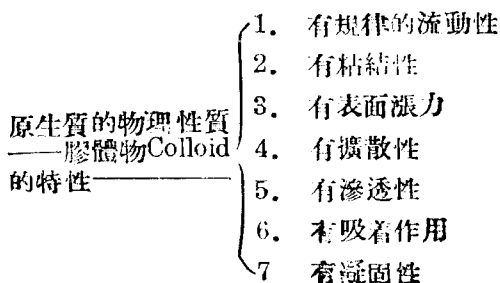 原生質的物理性質
——膠體物Colloid
的特性————
1. 有規律的流動性
2. 有粘結性
3. 有表面漲力
4. 有擴散性
5. 有滲透性
6. 有吸着作用
7 有凝固性